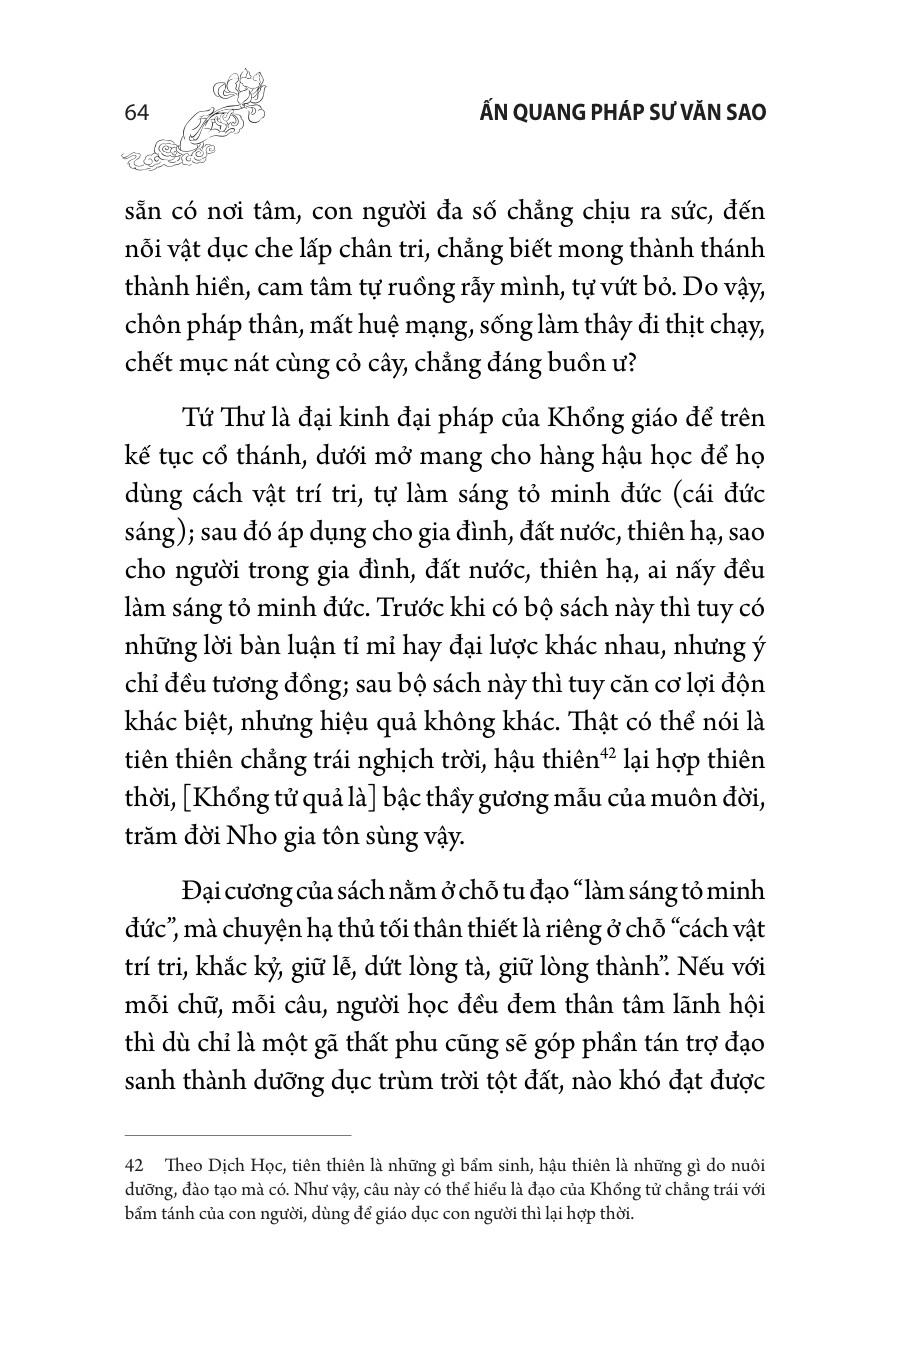 64
ẤN QUANG PHÁP SƯ VĂN SAO
sẵn có nơi tâm, con người đa số chẳng chịu ra sức, đến
nỗi vật dục che lấp chân tri, chẳng biết mong thành thánh
thành hiền, cam tâm tự ruồng rẫy mình, tự vứt bỏ. Do vậy,
chôn pháp thân, mất huệ mạng, sống làm thây đi thịt chạy,
chết mục nát cùng cỏ cây, chẳng đáng buồn ư?
Tứ Thư là đại kinh đại pháp của Khổng giáo để trên
kế tục cổ thánh, dưới mở mang cho hàng hậu học để họ
dùng cách vật trí tri, tự làm sáng tỏ minh đức (cái đức
sáng); sau đó áp dụng cho gia đình, đất nước, thiên hạ, sao
cho người trong gia đình, đất nước, thiên hạ, ai nấy đều
làm sáng tỏ minh đức. Trước khi có bộ sách này thì tuy có
những lời bàn luận tỉ mỉ hay đại lược khác nhau, nhưng ý
chỉ đều tương đồng; sau bộ sách này thì tuy căn cơ lợi độn
khác biệt, nhưng hiệu quả không khác. Thật có thể nói là
tiên thiên chẳng trái nghịch trời, hậu thiên42 lại hợp thiên
thời, [Khổng tử quả là] bậc thầy gương mẫu của muôn đời,
trăm đời Nho gia tôn sùng vậy.
Đại cương của sách nằm ở chỗ tu đạo “làm sáng tỏ minh
đức”, mà chuyện hạ thủ tối thân thiết là riêng ở chỗ “cách vật
trí tri, khắc kỷ, giữ lễ, dứt lòng tà, giữ lòng thành”. Nếu với
mỗi chữ, mỗi câu, người học đều đem thân tâm lãnh hội
thì dù chỉ là một gã thất phu cũng sẽ góp phần tán trợ đạo
sanh thành dưỡng dục trùm trời tột đất, nào khó đạt được
42 Theo Dịch Học, tiên thiên là những gì bẩm sinh, hậu thiên là những gì do nuôi
dưỡng, đào tạo mà có. Như vậy, câu này có thể hiểu là đạo của Khổng tử chẳng trái với
bẩm tánh của con người, dùng để giáo dục con người thì lại hợp thời.